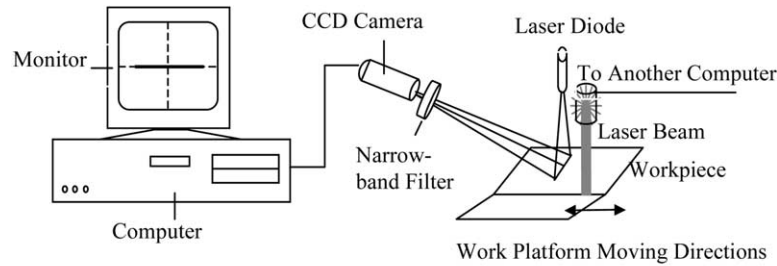 CCD Camera
Laser Diode
Monitor
To Another Computer
Laser Beam
Narrow-
band Filter
Workpiece
Computer
Work Platform Moving Directions